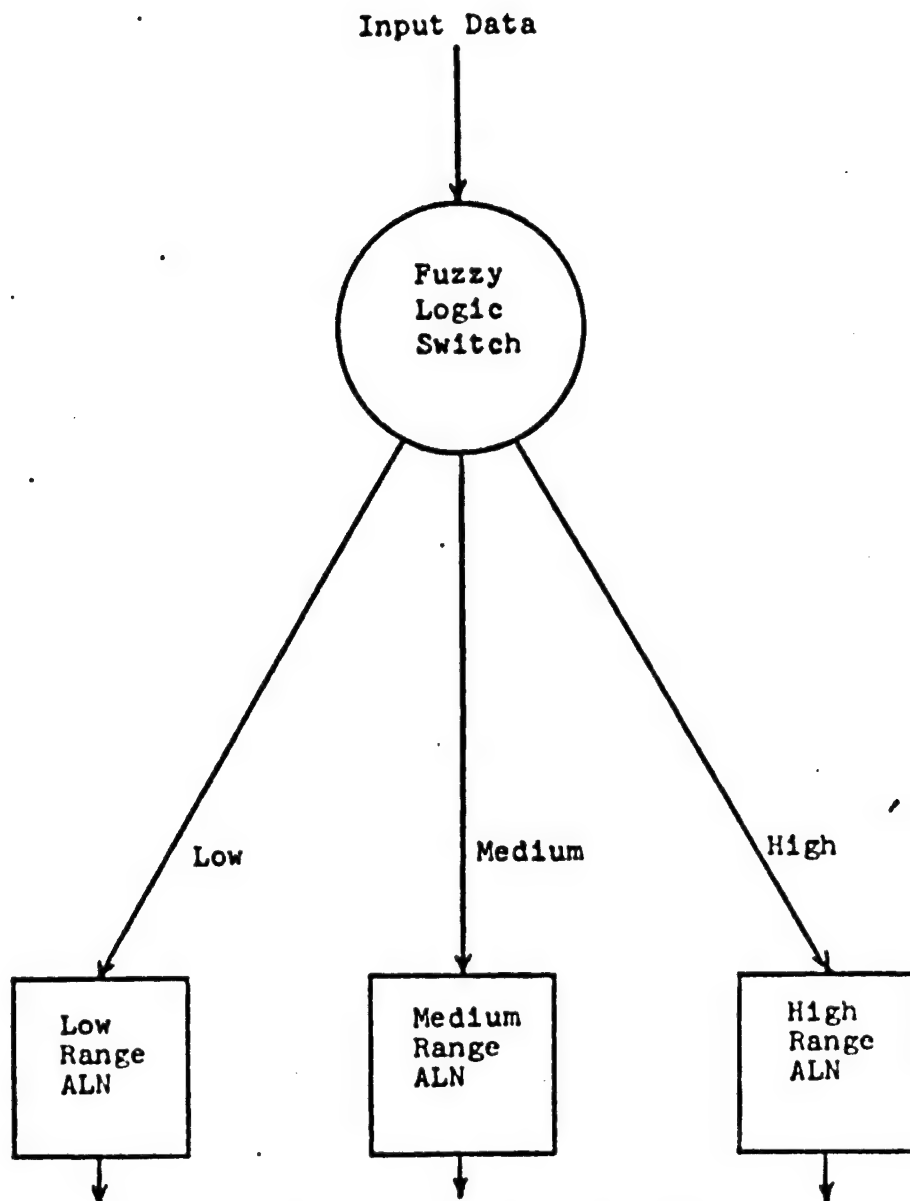 Input Data
Fuzzy
Logic
Switch
Low
Medium
High
Low
Range
ALN
Medium
Range
ALN
High
Range
ALN